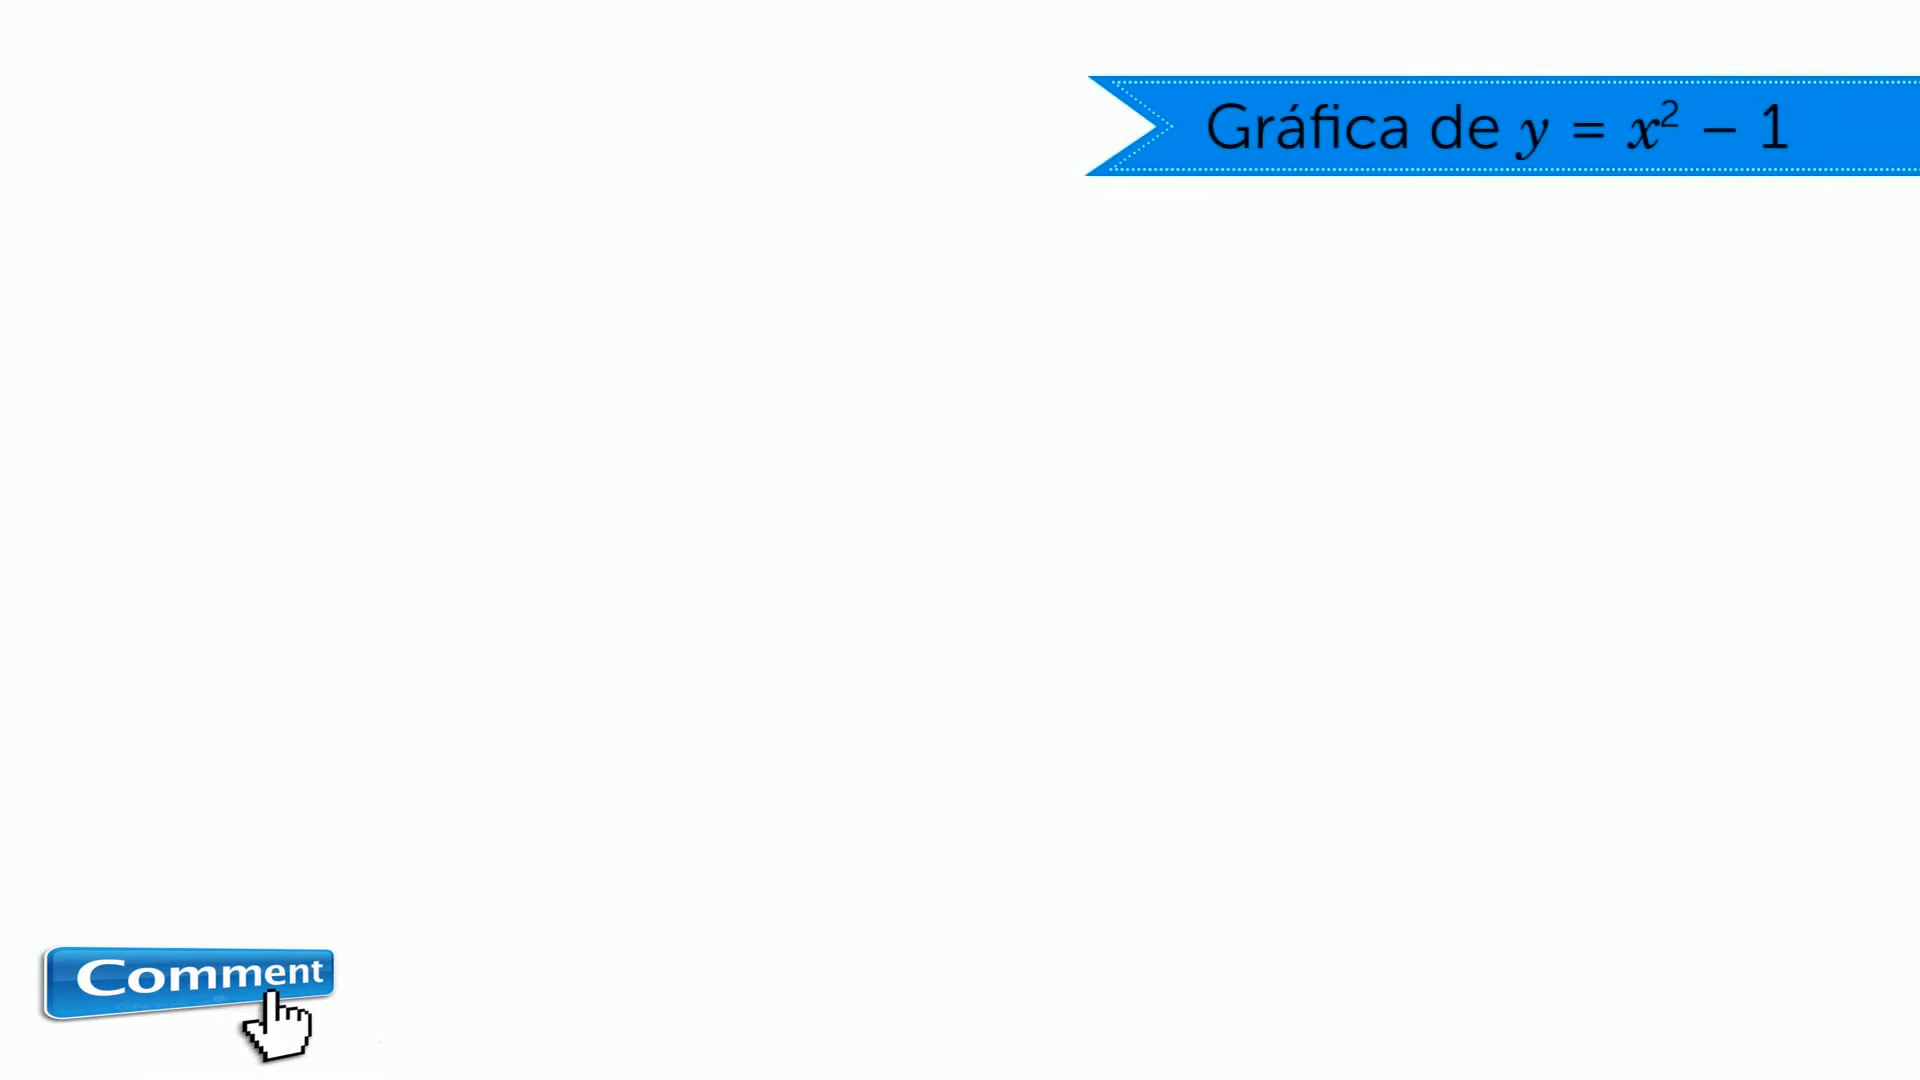 Gráfica de y = x² − 1
Comment